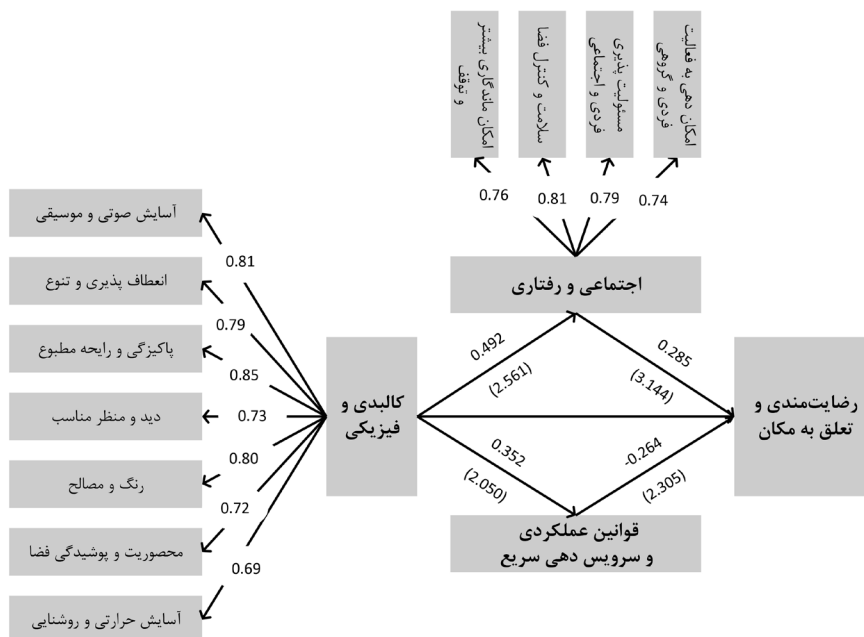 امکان ماندگاری بیشتر
و توقف
سلامت و کنترل فضا
مسئولیت پذیری
فردی و اجتماعی
امکان دهی به فعالیت
فردی و گروهی
0.76
0.81
0.79
0.74
اجتماعی و رفتاری
آسایش صوتی و موسیقی
انعطاف پذیری و تنوع
پاکیزگی و رایحه مطبوع
دید و منظر مناسب
رنگ و مصالح
محصوریت و پوشیدگی فضا
آسایش حرارتی و روشنایی
0.81
0.79
0.85
0.73
0.80
0.72
0.69
کالبدی و
فیزیکی
0.492
(2.561)
0.285
(3.144)
0.352
(2.050)
-0.264
(2.305)
رضایت‌مندی و
تعلق به مکان
قوانین عملکردی
و سرویس دهی سریع